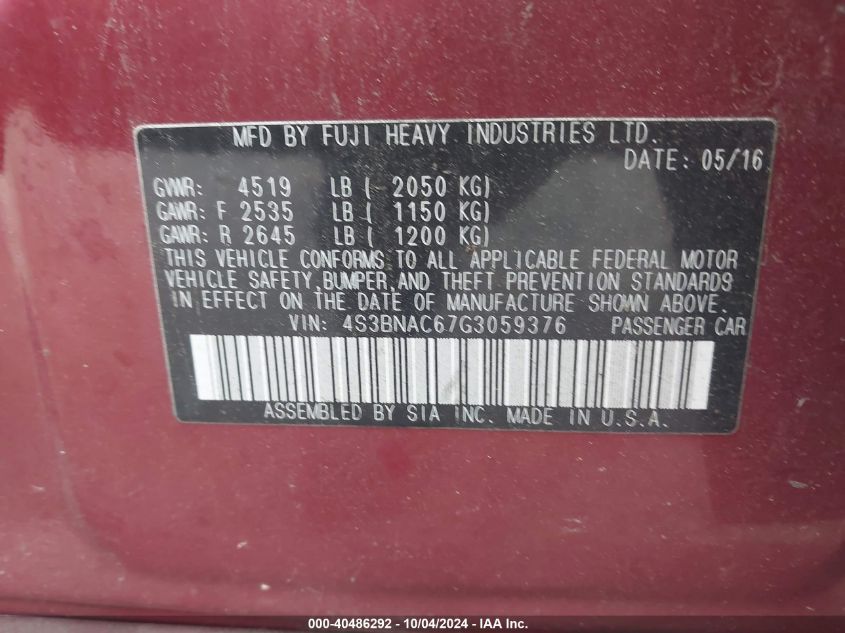 MFD BY FUJI HEAVY INDUSTRIES LTD.
DATE: 05/16
GVWR: 4519 LB ( 2050 KG)
GAWR: F 2535 LB ( 1150 KG)
GAWR: R 2645 LB ( 1200 KG)
THIS VEHICLE CONFORMS TO ALL APPLICABLE FEDERAL MOTOR
VEHICLE SAFETY, BUMPER, AND THEFT PREVENTION STANDARDS
IN EFFECT ON THE DATE OF MANUFACTURE SHOWN ABOVE.
VIN: 4S3BNAC67G3059376 PASSENGER CAR
ASSEMBLED BY SIA INC. MADE IN U.S.A.
000-40486292 - 10/04/2024 - IAA Inc.